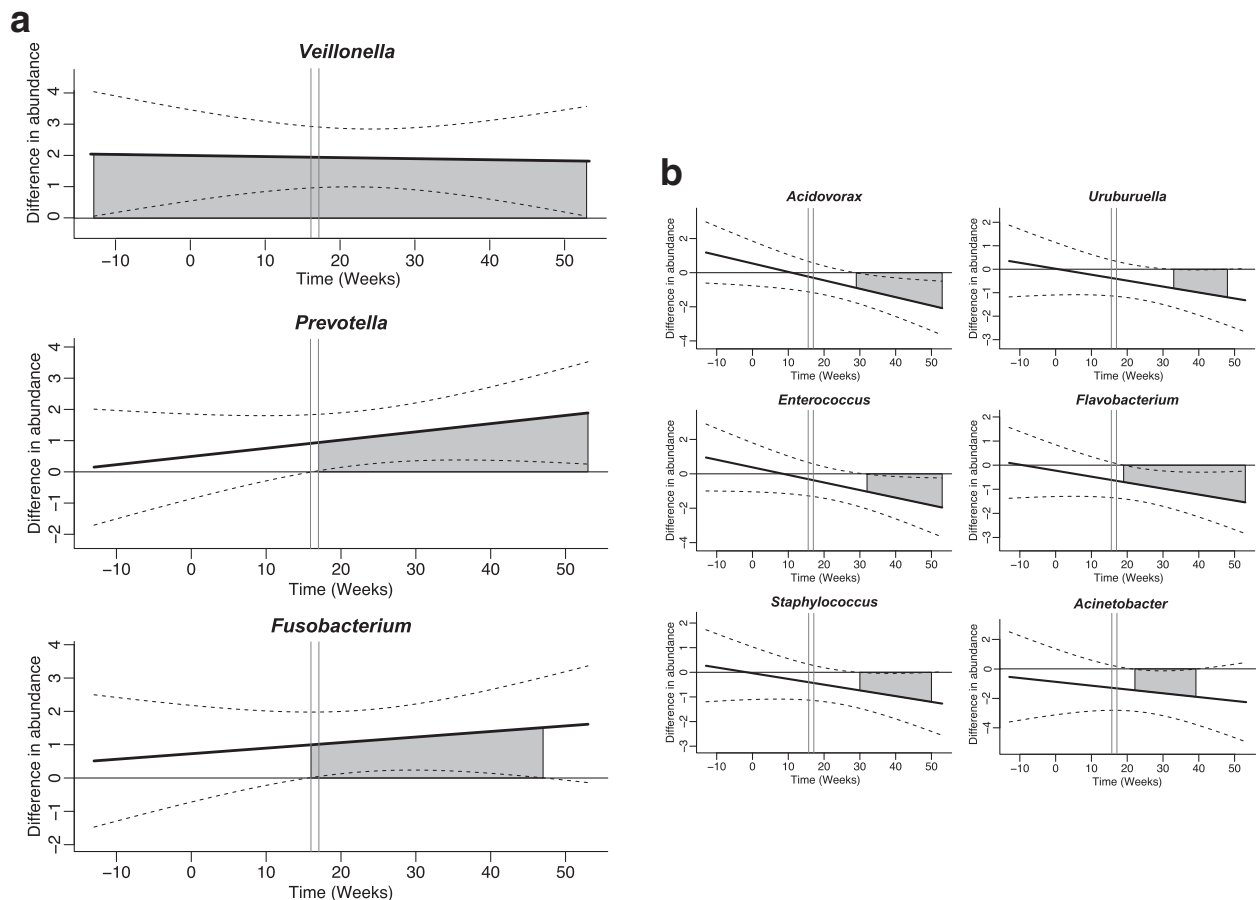 a
Veillonella
Difference in abundance
4
3
2
1
0
−10 0 10 20 30 40 50
Time (Weeks)
Prevotella
Difference in abundance
4
3
2
1
0
−1
−2
−10 0 10 20 30 40 50
Time (Weeks)
Fusobacterium
Difference in abundance
4
3
2
1
0
−1
−2
−10 0 10 20 30 40 50
Time (Weeks)
b
Acidovorax
Difference in abundance
2
0
−2
−4
−10 0 10 20 30 40 50
Time (Weeks)
Uruburuella
Difference in abundance
2
1
0
−1
−2
−3
−10 0 10 20 30 40 50
Time (Weeks)
Enterococcus
Difference in abundance
2
0
−2
−4
−10 0 10 20 30 40 50
Time (Weeks)
Flavobacterium
Difference in abundance
2
1
0
−1
−2
−3
−10 0 10 20 30 40 50
Time (Weeks)
Staphylococcus
Difference in abundance
2
1
0
−1
−2
−3
−10 0 10 20 30 40 50
Time (Weeks)
Acinetobacter
Difference in abundance
2
0
−2
−4
−10 0 10 20 30 40 50
Time (Weeks)